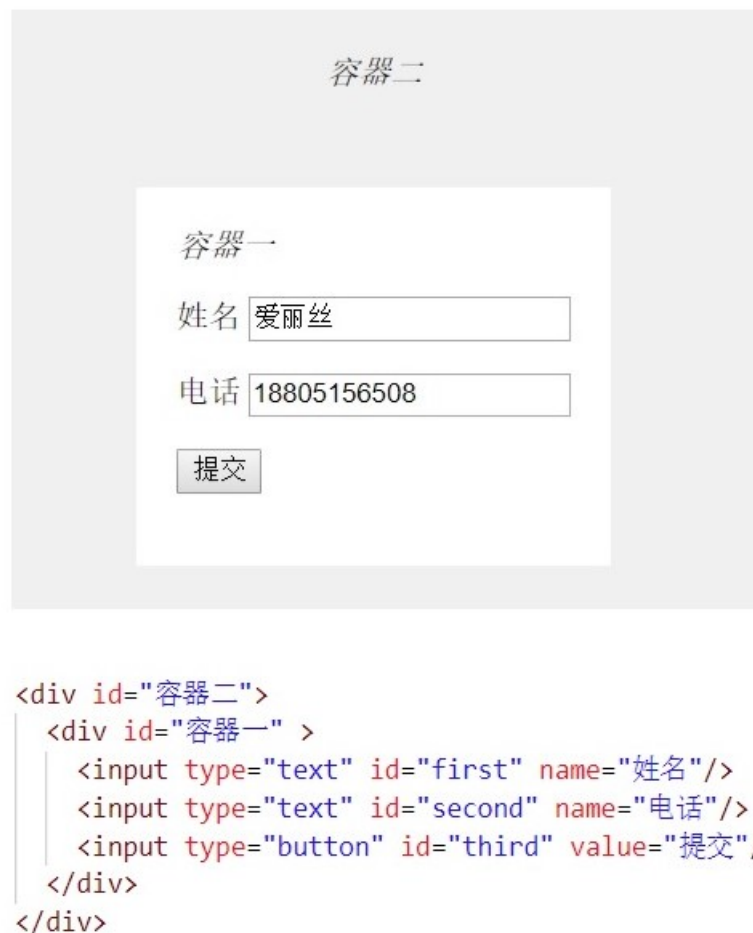 容器二
容器一
姓名 爱丽丝
电话 18805156508
提交
<div id="容器二">
<div id="容器一" >
<input type="text" id="first" name="姓名"/>
<input type="text" id="second" name="电话"/>
<input type="button" id="third" value="提交"/
</div>
</div>